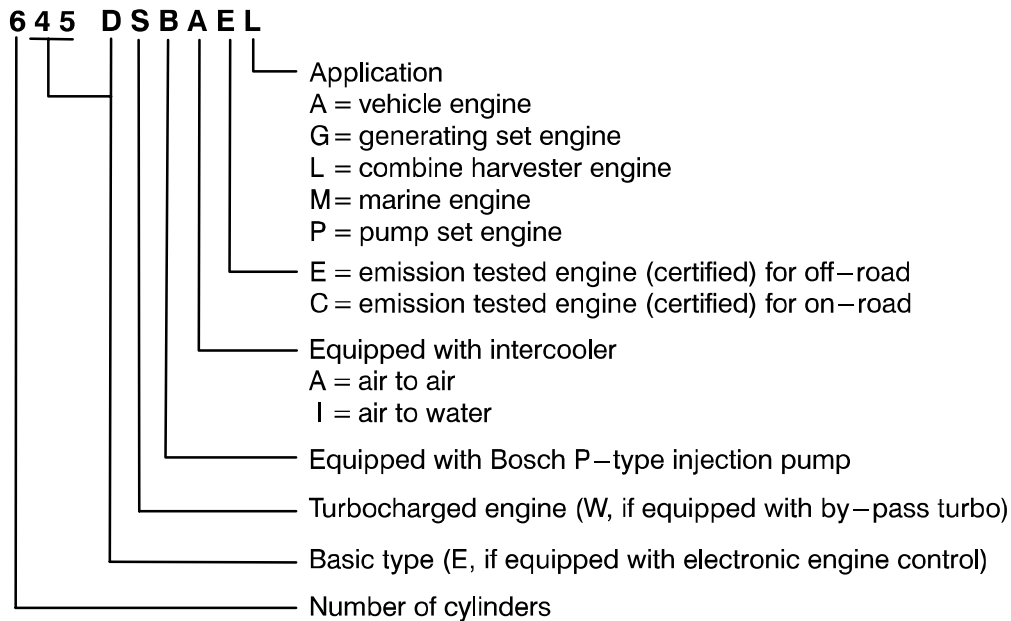 645 DSBAEL
Application
A = vehicle engine
G = generating set engine
L = combine harvester engine
M = marine engine
P = pump set engine
E = emission tested engine (certified) for off−road
C = emission tested engine (certified) for on−road
Equipped with intercooler
A = air to air
I = air to water
Equipped with Bosch P−type injection pump
Turbocharged engine (W, if equipped with by−pass turbo)
Basic type (E, if equipped with electronic engine control)
Number of cylinders